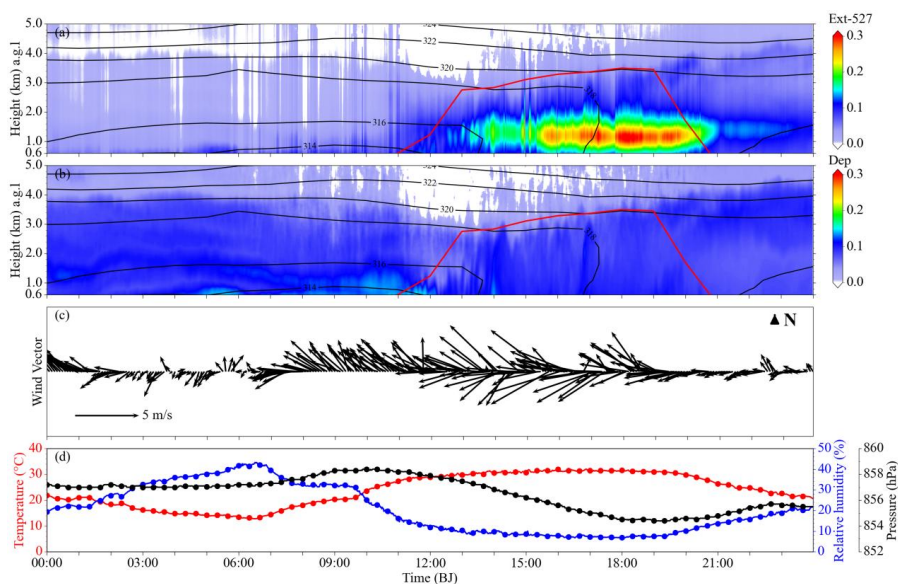 (a)
324
322
320
318
316
314
5.0
4.0
3.0
2.0
1.0
0.6
Height (km) a.g.l
Ext-527
0.3
0.2
0.1
0.0
(b)
322
320
318
316
314
5.0
4.0
3.0
2.0
1.0
0.6
Height (km) a.g.l
Dep
0.3
0.2
0.1
0.0
(c)
N
Wind Vector
5 m/s
(d)
40
30
20
10
0
Temperature (°C)
50
40
30
20
10
0
Relative humidity (%)
860
858
856
854
852
Pressure (hPa)
00:00 03:00 06:00 09:00 12:00 15:00 18:00 21:00
Time (BJ)